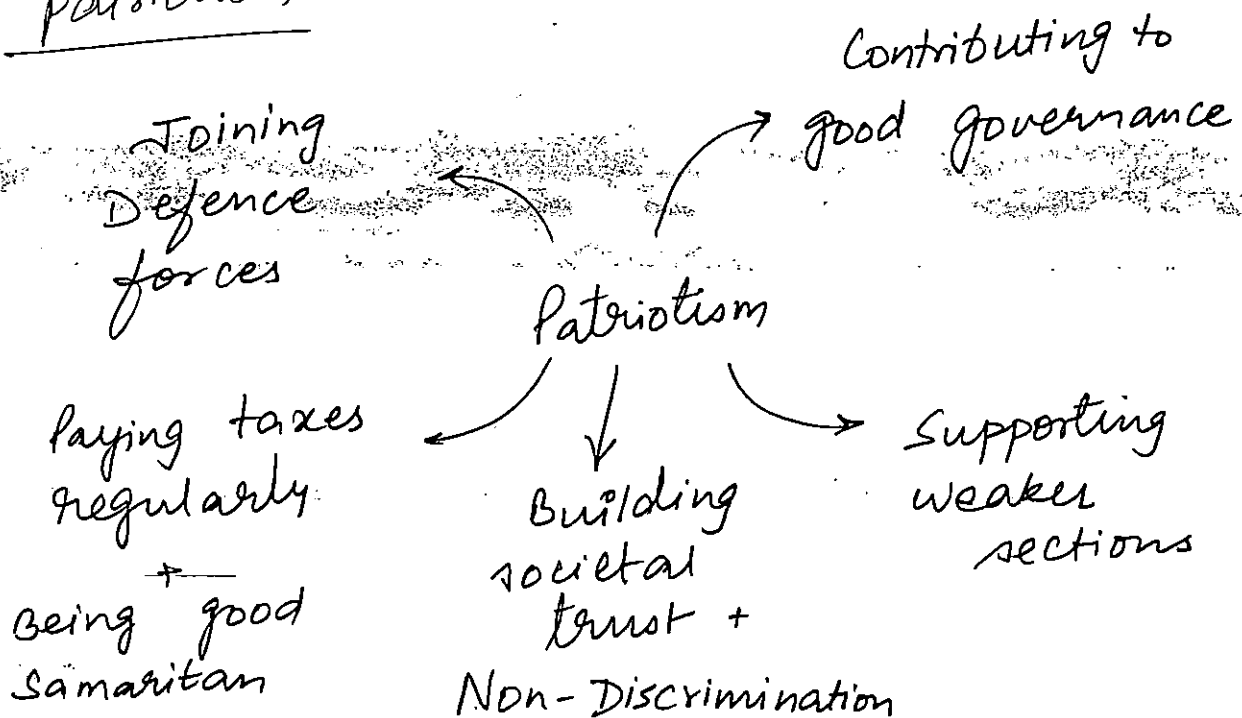 Contributing to
good governance
Joining
Defence
forces
Patriotism
Paying taxes
regularly
+
Being good
Samaritan
Building
societal
trust +
Non-Discrimination
Supporting
weaker
sections